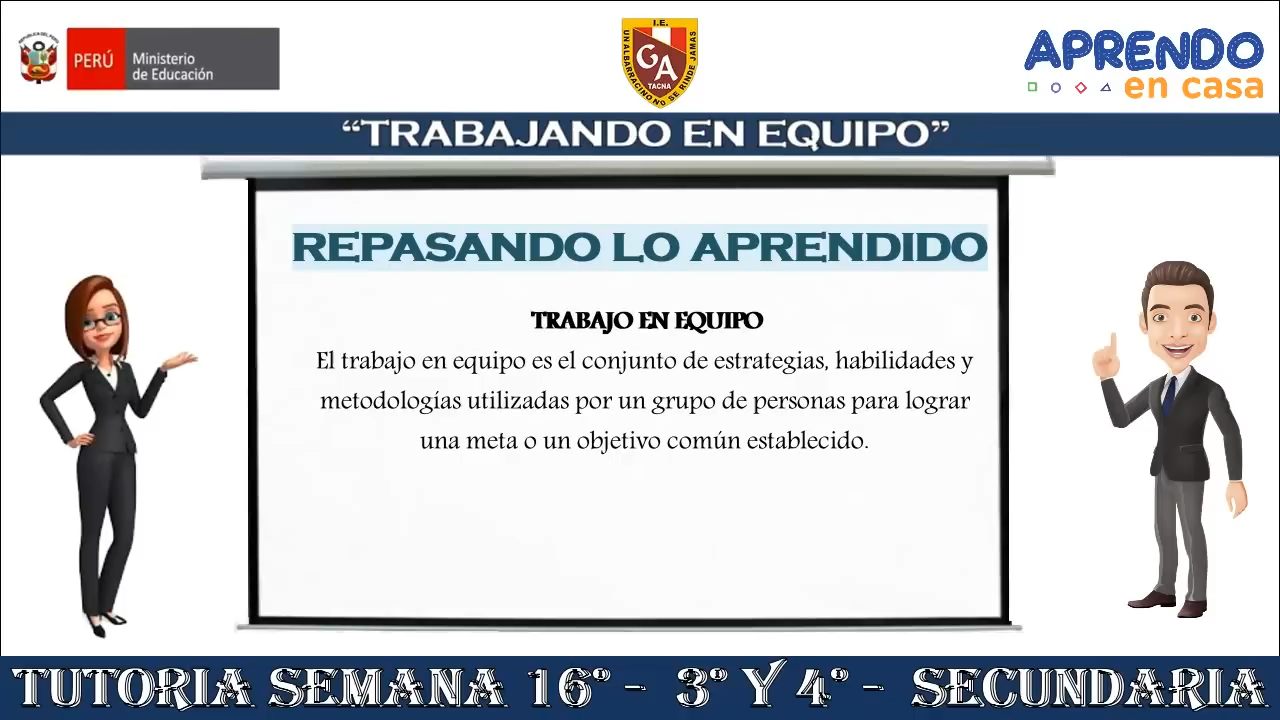 REPÚBLICA DEL PERÚ
PERÚ
Ministerio
de Educación
I.E.
UN ALBARRACINO NO SE RINDE JAMAS
GA
TACNA
APRENDO
en casa
“TRABAJANDO EN EQUIPO”
REPASANDO LO APRENDIDO
TRABAJO EN EQUIPO
El trabajo en equipo es el conjunto de estrategias, habilidades y
metodologías utilizadas por un grupo de personas para lograr
una meta o un objetivo común establecido.
TUTORIA SEMANA 16° - 3° Y 4° - SECUNDARIA